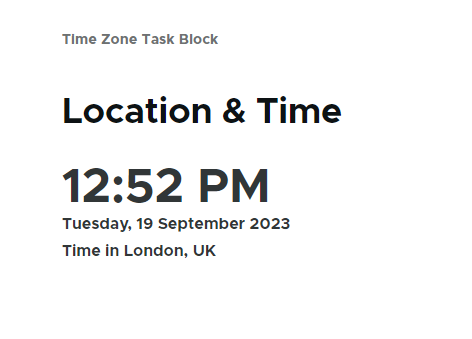 Time Zone Task Block
Location & Time
12:52 PM
Tuesday, 19 September 2023
Time in London, UK